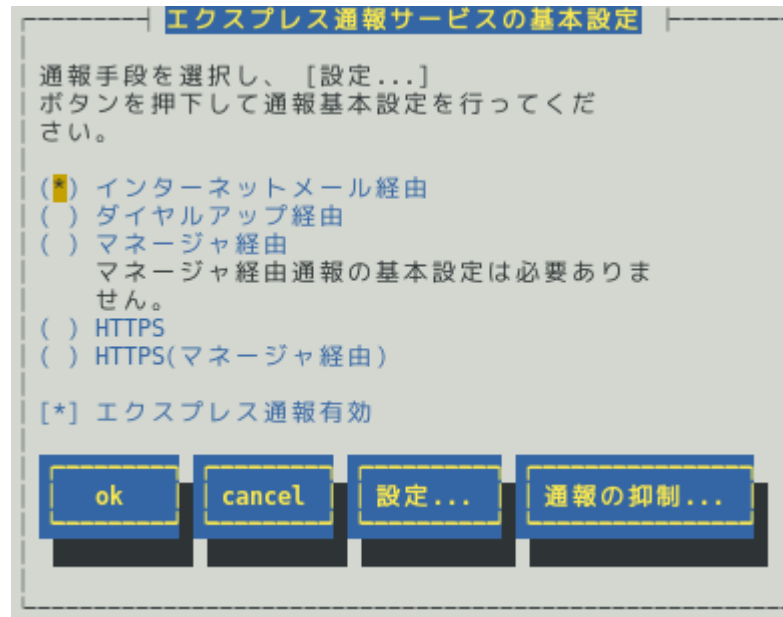 エクスプレス通報サービスの基本設定
通報手段を選択し、 [設定...]
ボタンを押下して通報基本設定を行ってくだ
さい。
(*) インターネットメール経由
( ) ダイヤルアップ経由
( ) マネージャ経由
マネージャ経由通報の基本設定は必要ありま
せん。
( ) HTTPS
( ) HTTPS(マネージャ経由)
[*] エクスプレス通報有効
ok cancel 設定... 通報の抑制...